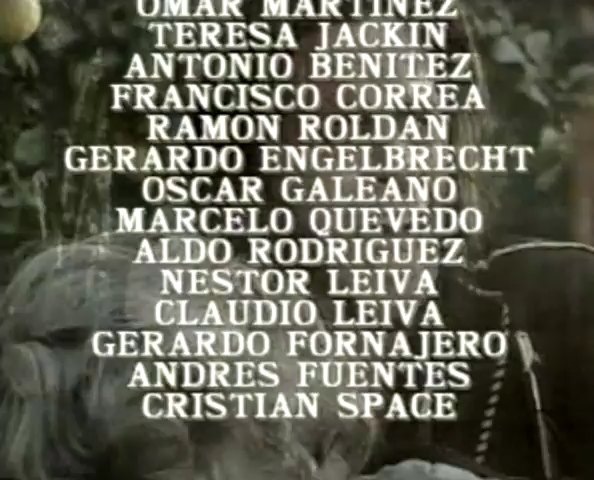 OMAR MARTINEZ
TERESA JACKIN
ANTONIO BENITEZ
FRANCISCO CORREA
RAMON ROLDAN
GERARDO ENGELBRECHT
OSCAR GALEANO
MARCELO QUEVEDO
ALDO RODRIGUEZ
NESTOR LEIVA
CLAUDIO LEIVA
GERARDO FORNAJERO
ANDRES FUENTES
CRISTIAN SPACE